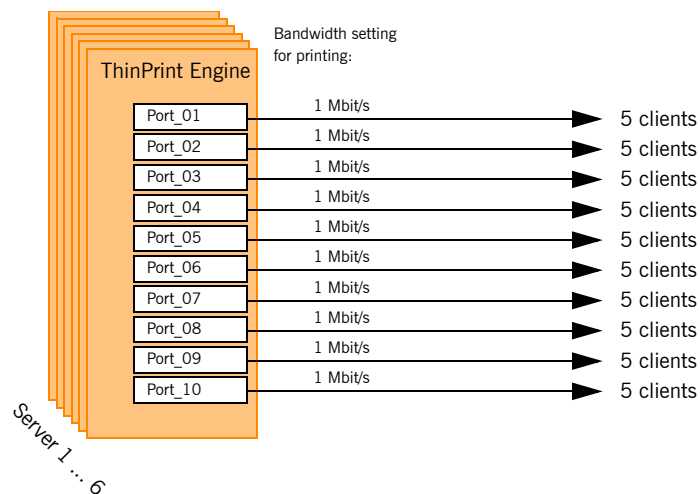 Bandwidth setting
for printing:
ThinPrint Engine
Port_01 1 Mbit/s 5 clients
Port_02 1 Mbit/s 5 clients
Port_03 1 Mbit/s 5 clients
Port_04 1 Mbit/s 5 clients
Port_05 1 Mbit/s 5 clients
Port_06 1 Mbit/s 5 clients
Port_07 1 Mbit/s 5 clients
Port_08 1 Mbit/s 5 clients
Port_09 1 Mbit/s 5 clients
Port_10 1 Mbit/s 5 clients
Server 1 ... 6